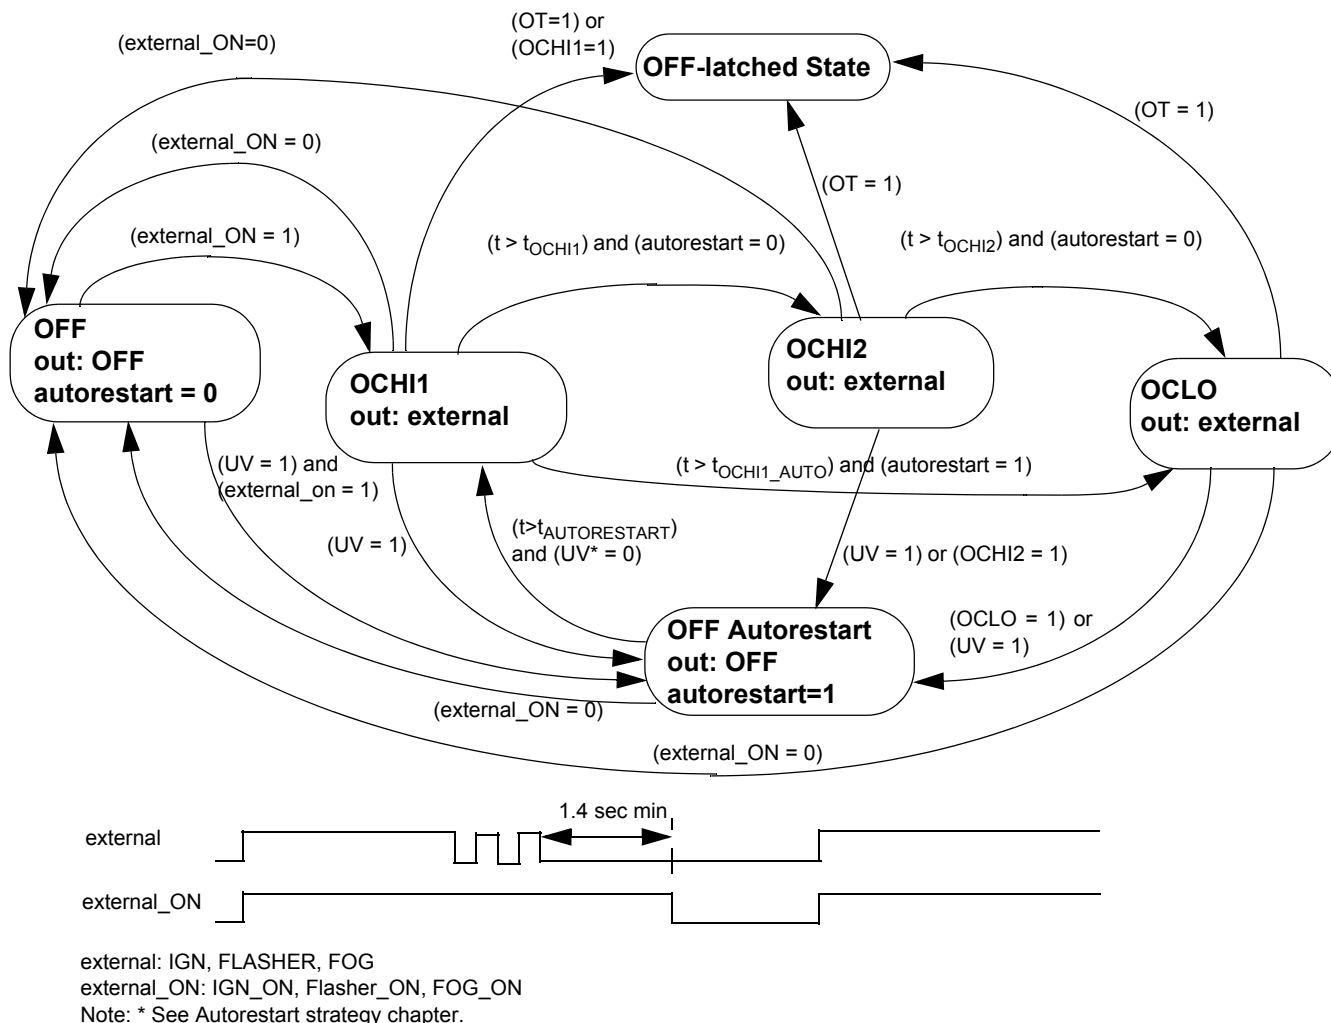 (external_ON=0)
(OT=1) or
(OCHI1=1)
OFF-latched State
(OT = 1)
(external_ON = 0)
(OT = 1)
(external_ON = 1)
(t > tOCHI1) and (autorestart = 0)
(t > tOCHI2) and (autorestart = 0)
OFF
out: OFF
autorestart = 0
OCHI1
out: external
OCHI2
out: external
OCLO
out: external
(UV = 1) and
(external_on = 1)
(t > tOCHI1_AUTO) and (autorestart = 1)
(UV = 1)
(t>tAUTORESTART)
and (UV* = 0)
(UV = 1) or (OCHI2 = 1)
OFF Autorestart
out: OFF
autorestart=1
(OCLO = 1) or
(UV = 1)
(external_ON = 0)
(external_ON = 0)
1.4 sec min
external
external_ON
external: IGN, FLASHER, FOG
external_ON: IGN_ON, Flasher_ON, FOG_ON
Note: * See Autorestart strategy chapter.